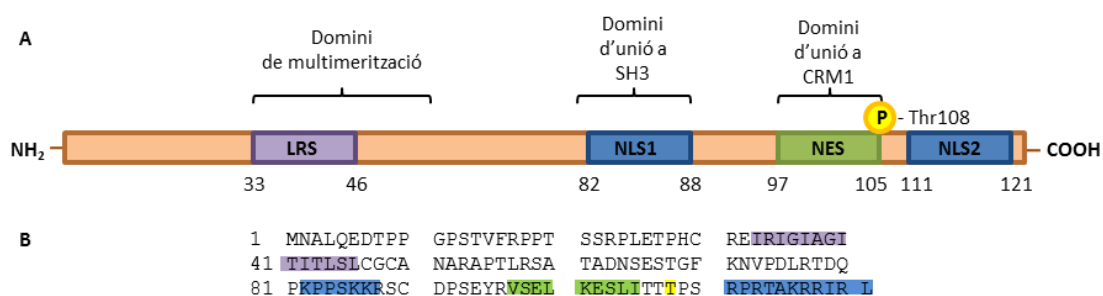 A
Domini
de multimerització
Domini
d'unió a
SH3
Domini
d'unió a
CRM1
P - Thr108
NH2 LRS NLS1 NES NLS2 COOH
33 46 82 88 97 105 111 121
B
1 MNALQEDTPP GPSTVFRPPT SSRPLETPHC REIRIGIAGI
41 TITLSLCGCA NARAPTLRSA TADNSESTGF KNVPDLRTDQ
81 PKPPSKKRSC DPSEYRVSEL KESLITTTPS RPRTAKRRIR L